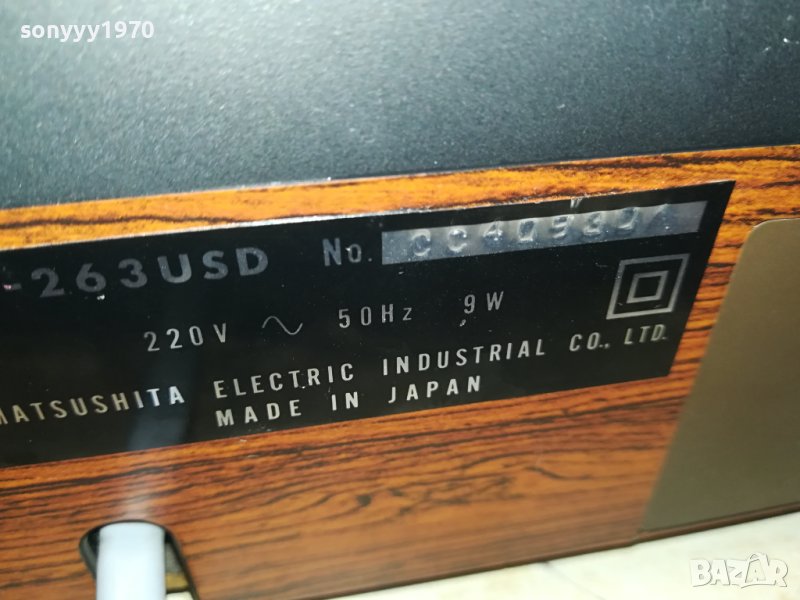 sonyyy1970
-263USD No. CC40930
220V ~ 50Hz 9W
MATSUSHITA ELECTRIC INDUSTRIAL CO., LTD.
MADE IN JAPAN
BAZAR